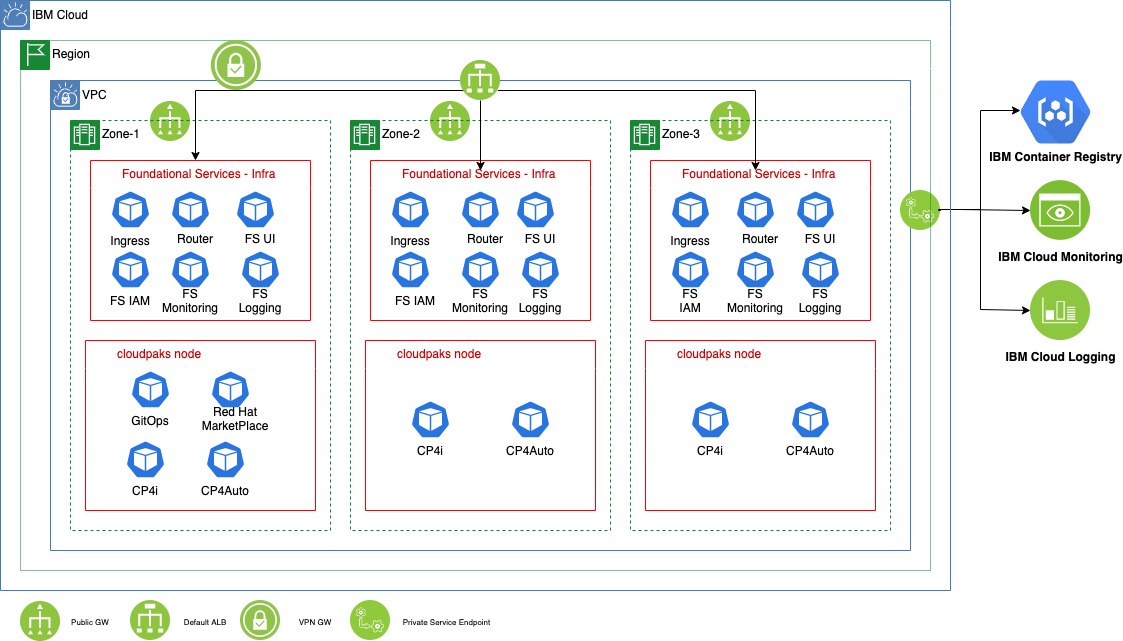 IBM Cloud
Region
VPC
Zone-1
Zone-2
Zone-3
Foundational Services - Infra
Ingress
Router
FS UI
FS IAM
FS
Monitoring
FS
Logging
Foundational Services - Infra
Ingress
Router
FS UI
FS IAM
FS
Monitoring
FS
Logging
Foundational Services - Infra
Ingress
Router
FS UI
FS
IAM
FS
Monitoring
FS
Logging
cloudpaks node
GitOps
Red Hat
MarketPlace
CP4i
CP4Auto
cloudpaks node
CP4i
CP4Auto
cloudpaks node
CP4i
CP4Auto
IBM Container Registry
IBM Cloud Monitoring
IBM Cloud Logging
Public GW
Default ALB
VPN GW
Private Service Endpoint